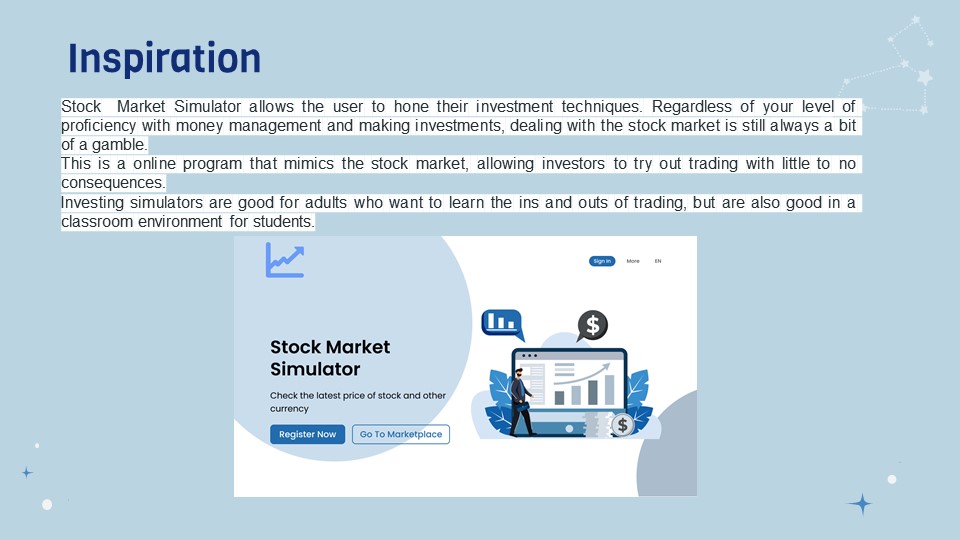 Inspiration
Stock Market Simulator allows the user to hone their investment techniques. Regardless of your level of
proficiency with money management and making investments, dealing with the stock market is still always a bit
of a gamble.
This is a online program that mimics the stock market, allowing investors to try out trading with little to no
consequences.
Investing simulators are good for adults who want to learn the ins and outs of trading, but are also good in a
classroom environment for students.
Sign In More EN
$
Stock Market
Simulator
Check the latest price of stock and other
currency
Register Now Go To Marketplace
$